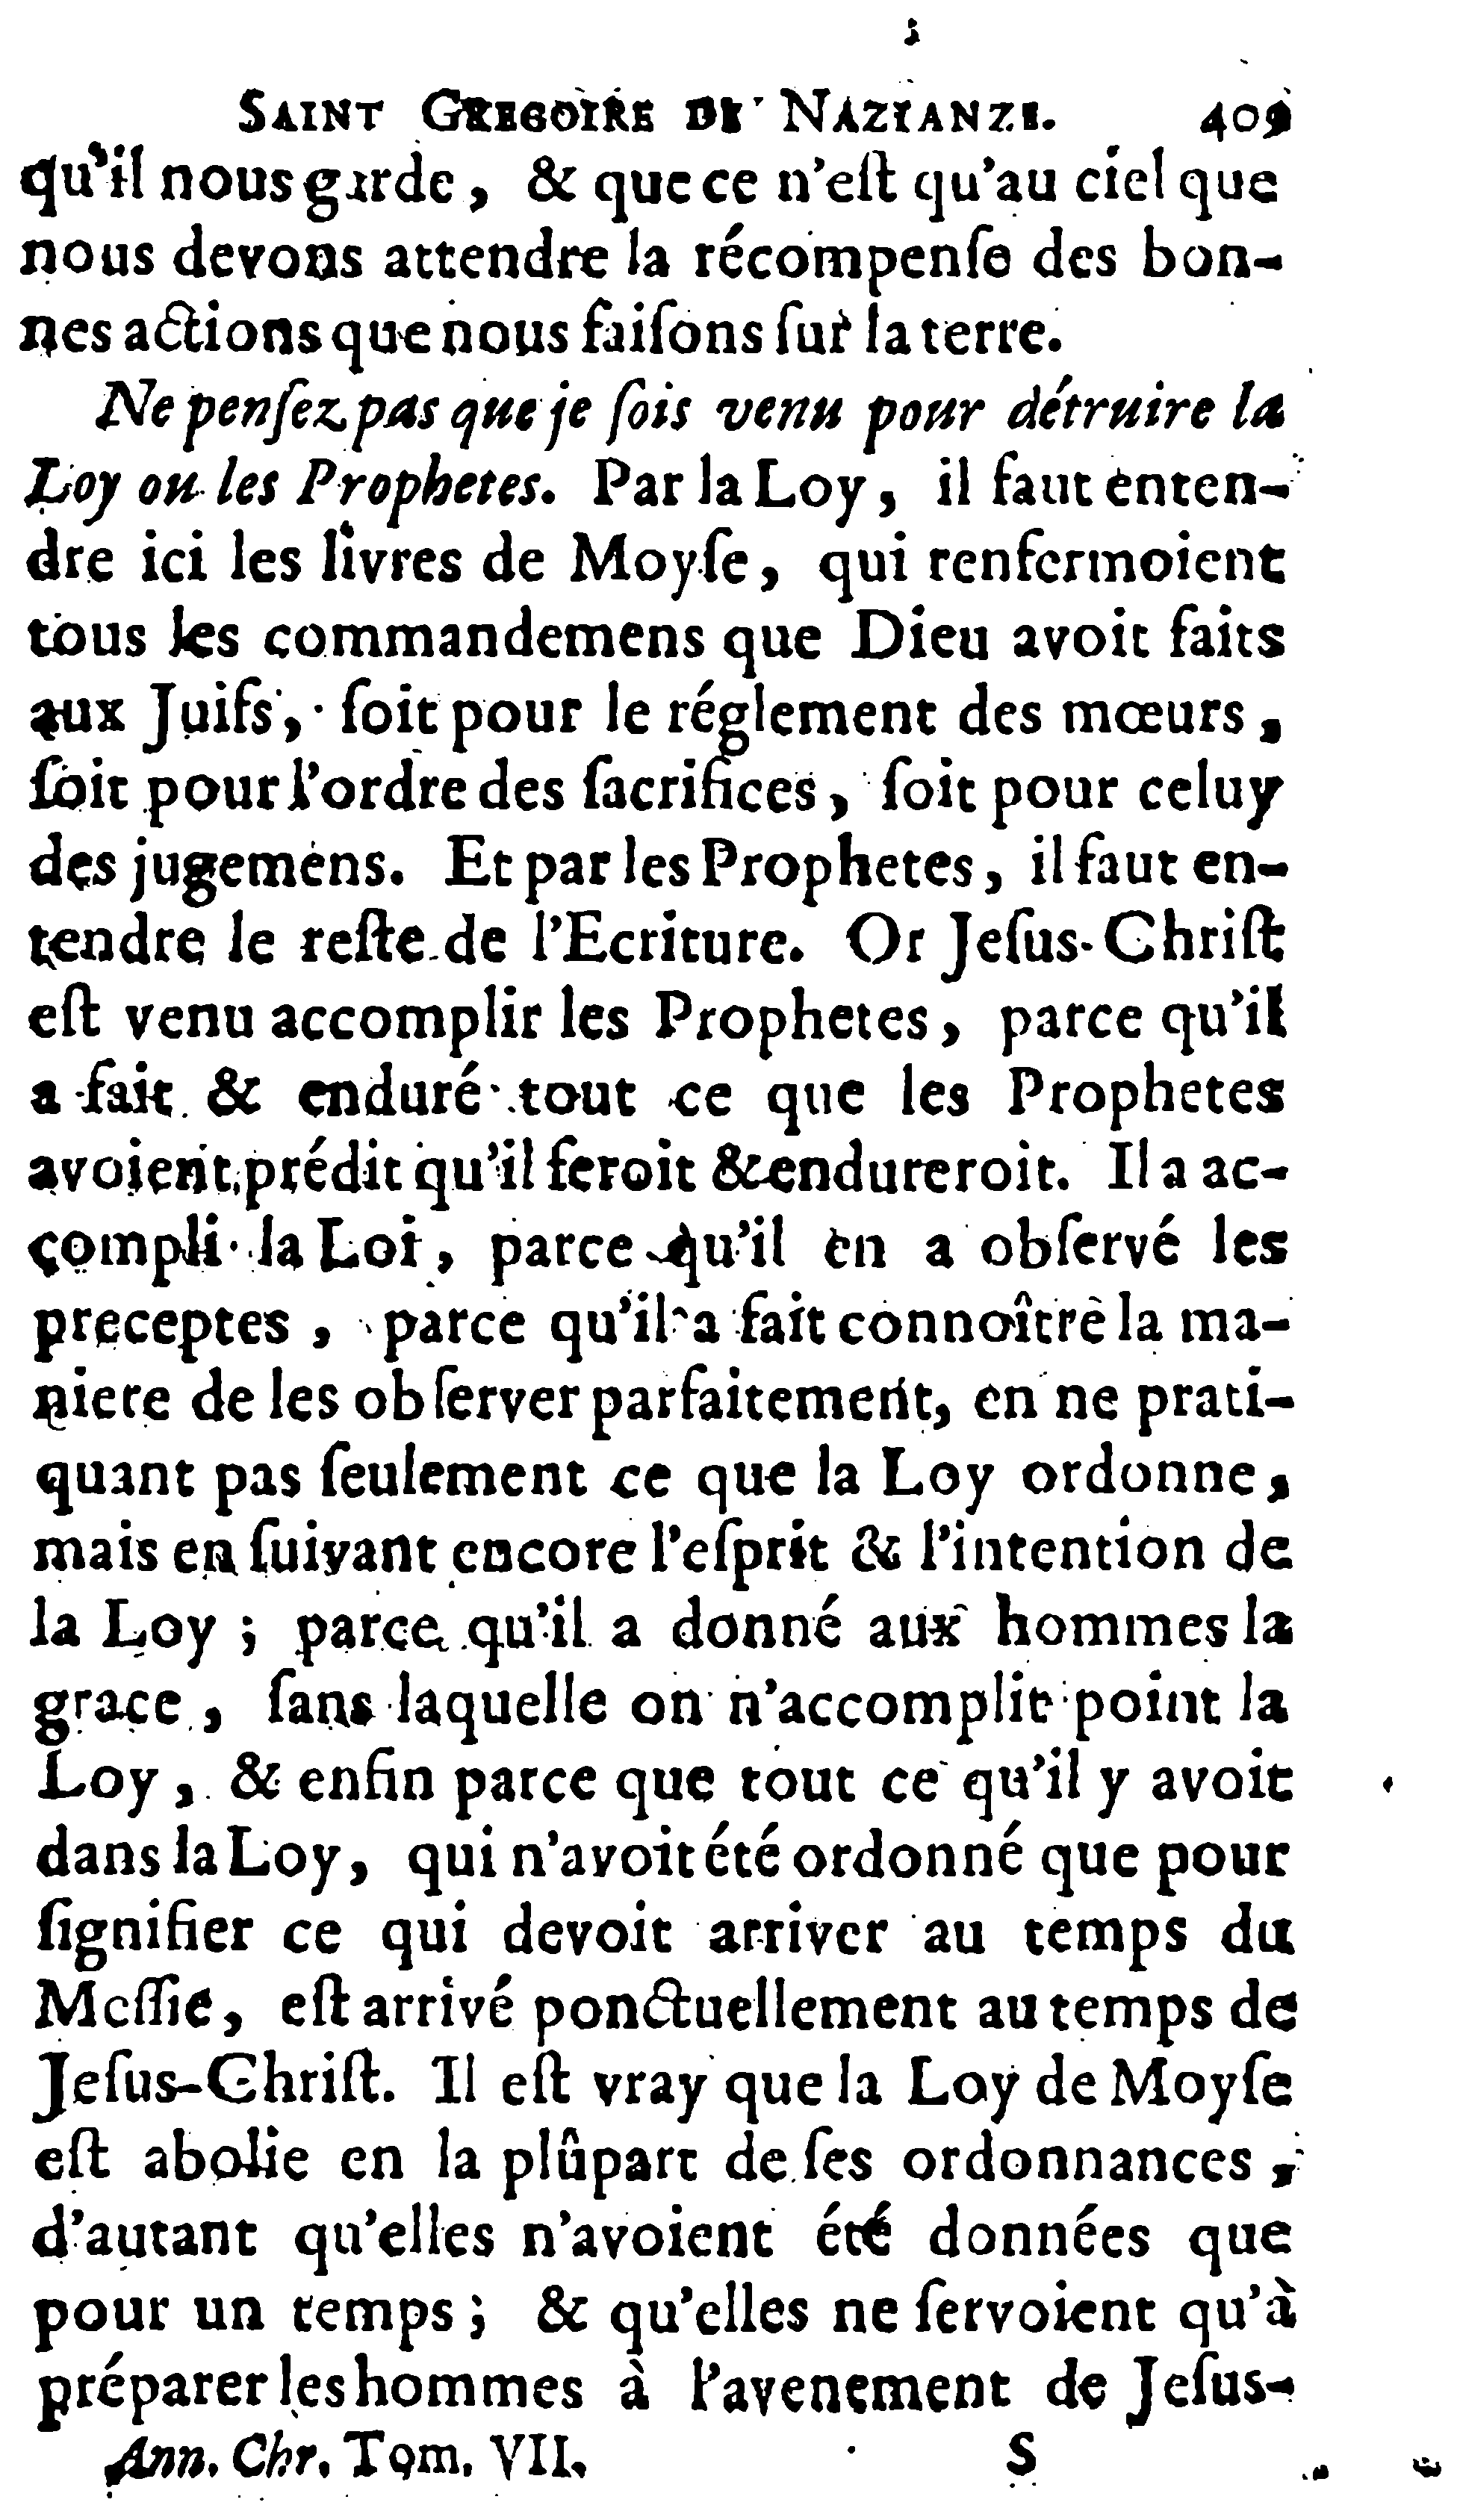 SAINT GREGOIRE DE NAZIANZE. 409
qu'il nous garde, & que ce n'eſt qu'au ciel que
nous devons attendre la récompenſe des bon-
nes actions que nous faiſons ſur la terre.
Ne penſez pas que je ſois venu pour détruire la
Loy ou les Prophetes. Par la Loy, il faut enten-
dre ici les livres de Moyſe, qui renfermoient
tous les commandemens que Dieu avoit faits
aux Juifs, ſoit pour le réglement des mœurs,
ſoit pour l'ordre des ſacrifices, ſoit pour celuy
des jugemens. Et par les Prophetes, il faut en-
tendre le reſte de l'Ecriture. Or Jeſus-Chriſt
eſt venu accomplir les Prophetes, parce qu'il
a fait & enduré tout ce que les Prophetes
avoient prédit qu'il feroit & endureroit. Il a ac-
compli la Loi, parce qu'il en a obſervé les
preceptes, parce qu'il a fait connoître la ma-
niere de les obſerver parfaitement, en ne prati-
quant pas ſeulement ce que la Loy ordonne,
mais en ſuivant encore l'eſprit & l'intention de
la Loy ; parce qu'il a donné aux hommes la
grace, ſans laquelle on n'accomplit point la
Loy, & enfin parce que tout ce qu'il y avoit
dans la Loy, qui n'avoit été ordonné que pour
ſignifier ce qui devoit arriver au temps du
Meſſie, eſt arrivé ponctuellement au temps de
Jeſus-Chriſt. Il eſt vray que la Loy de Moyſe
eſt abolie en la plûpart de ſes ordonnances,
d'autant qu'elles n'avoient été données que
pour un temps ; & qu'elles ne ſervoient qu'à
préparer les hommes à l'avenement de Jeſus-
Ann. Chr. Tom. VII. S